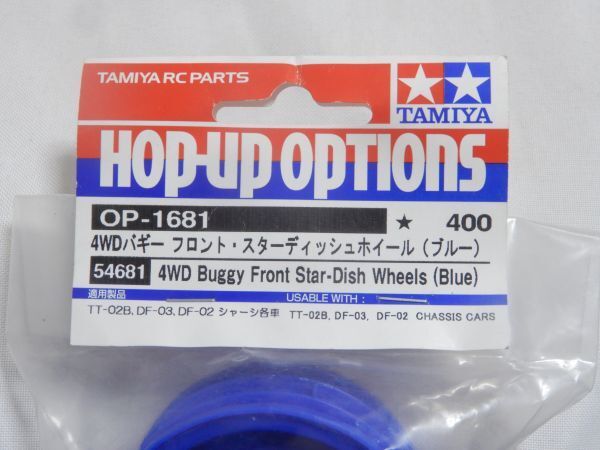 TAMIYA RC PARTS
TAMIYA
HOP-UP OPTIONS
OP-1681 ★ 400
4WDバギー フロント・スターディッシュホイール(ブルー)
54681 4WD Buggy Front Star-Dish Wheels (Blue)
適用製品 USABLE WITH :
TT-02B, DF-03, DF-02 シャーシ各車 TT-02B, DF-03, DF-02 CHASSIS CARS